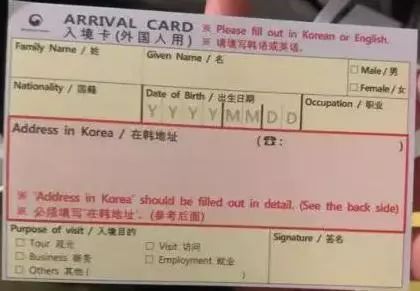 ARRIVAL CARD ※ Please fill out in Korean or English.
入境卡(外国人用) ※ 请填写韩语或英语.
Family Name / 姓 Given Name / 名 □ Male / 男
□ Female / 女
Nationality / 国籍 Date of Birth / 出生日期 Occupation / 职业
Y Y Y Y M M D D
Address in Korea / 在韩地址 (☎: )
※ 'Address in Korea' should be filled out in detail. (See the back side)
※ 必须填写'在韩地址'. (参考后面)
Purpose of visit / 入境目的 Signature / 签名
□ Tour 观光 □ Visit 访问
□ Business 商务 □ Employment 就业
□ Others 其他 ( )